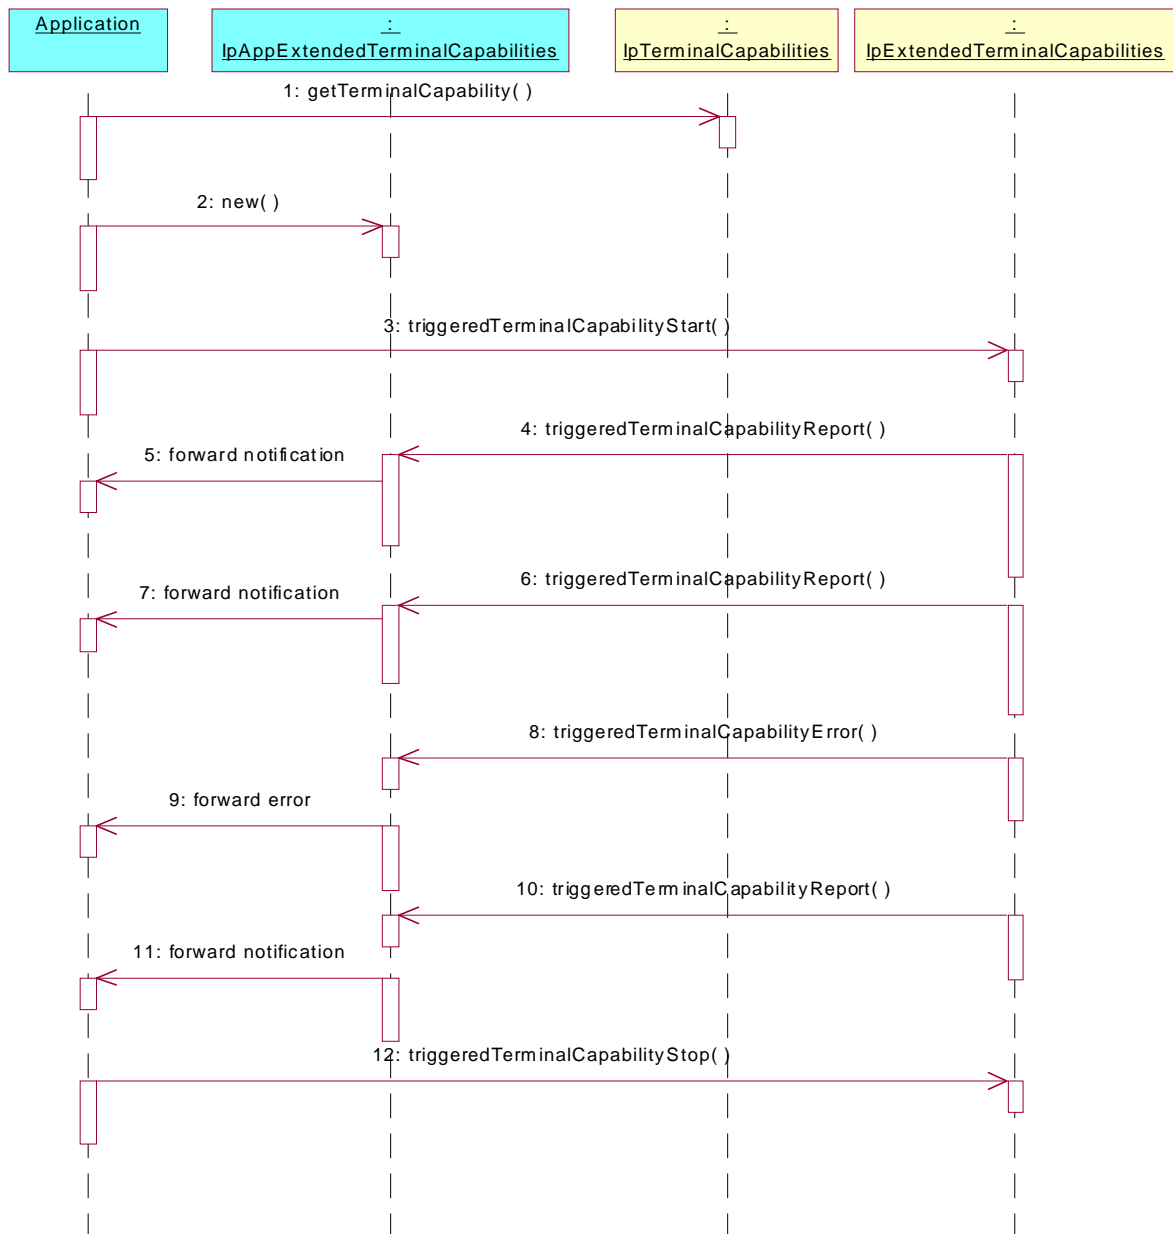 Application
:
IpAppExtendedTerminalCapabilities
:
IpTerminalCapabilities
:
IpExtendedTerminalCapabilities
1: getTerminalCapability( )
2: new( )
3: triggeredTerminalCapabilityStart( )
4: triggeredTerminalCapabilityReport( )
5: forward notification
6: triggeredTerminalCapabilityReport( )
7: forward notification
8: triggeredTerminalCapabilityError( )
9: forward error
10: triggeredTerminalCapabilityReport( )
11: forward notification
12: triggeredTerminalCapabilityStop( )